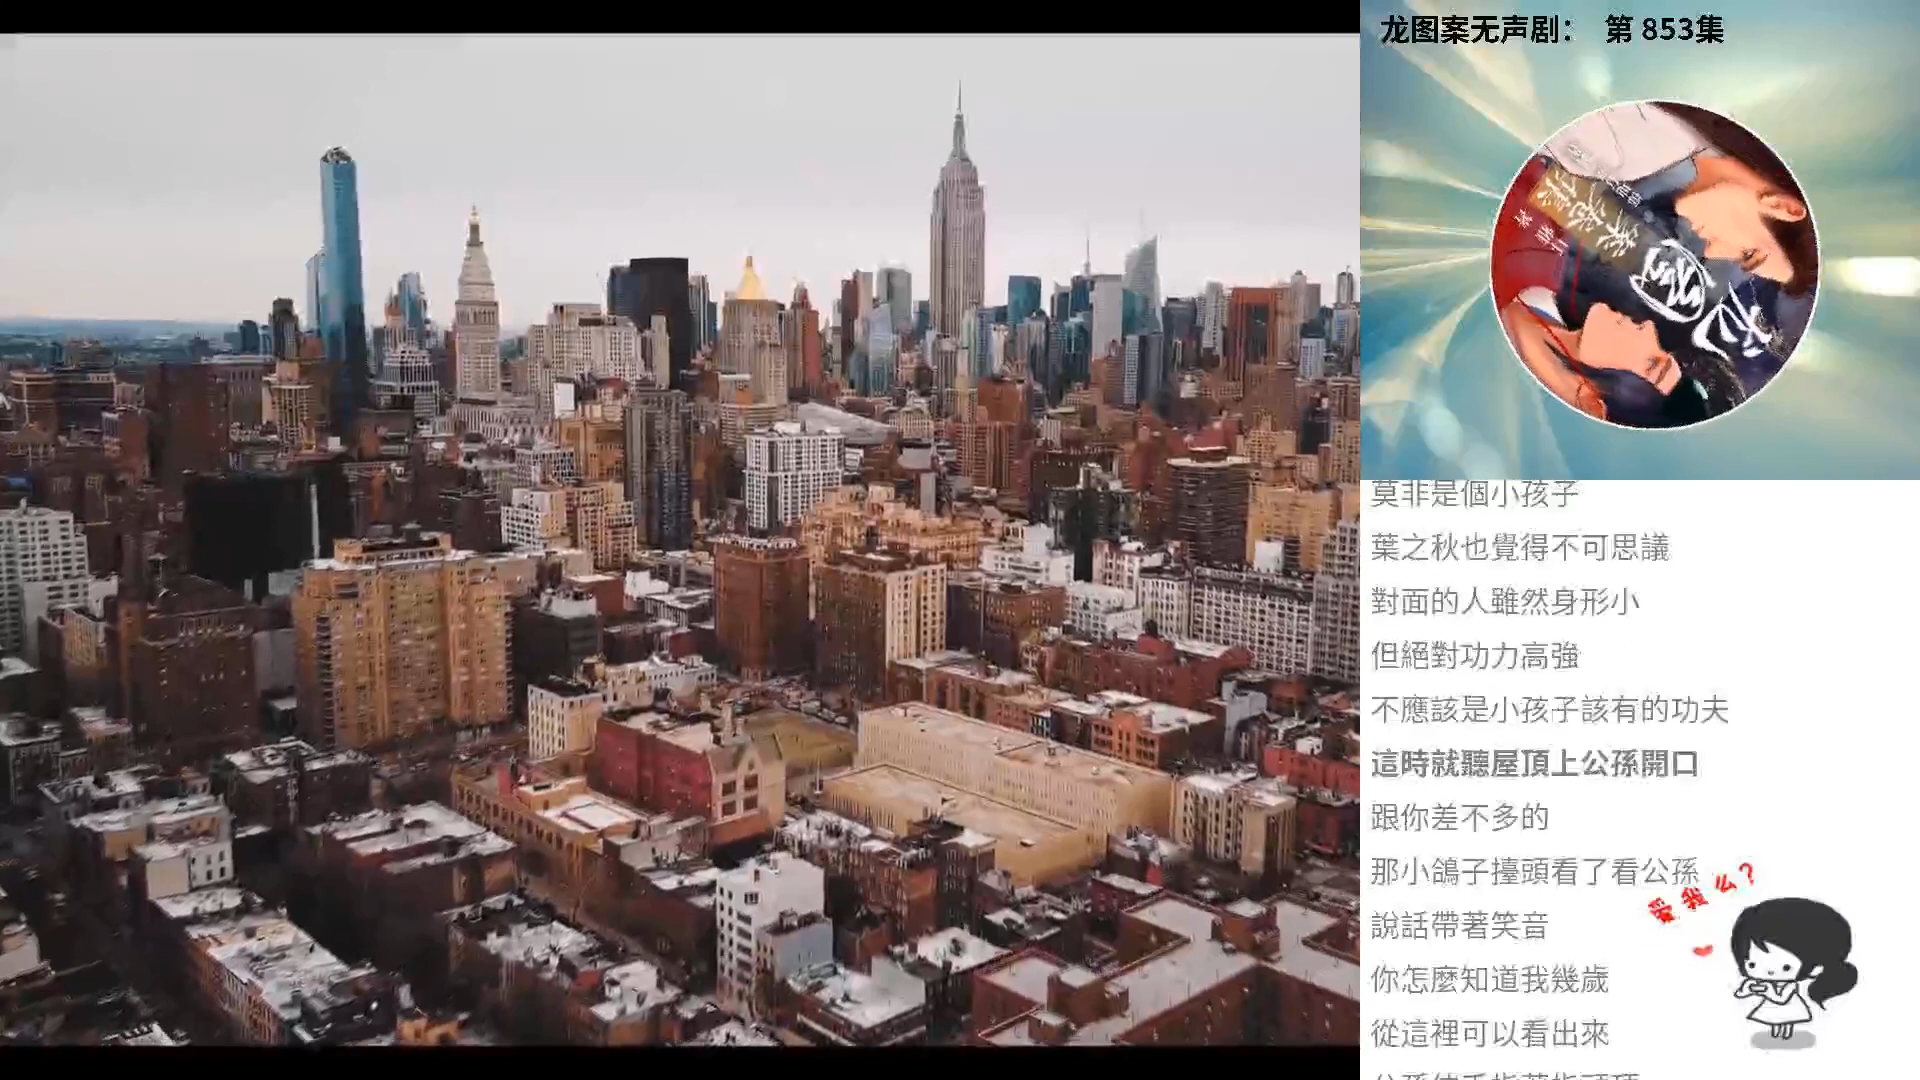 龙图案无声剧： 第 853集
莫非是個小孩子
葉之秋也覺得不可思議
對面的人雖然身形小
但絕對功力高強
不應該是小孩子該有的功夫
這時就聽屋頂上公孫開口
跟你差不多的
那小鴿子擡頭看了看公孫
說話帶著笑音
你怎麼知道我幾歲
從這裡可以看出來
愛我么？